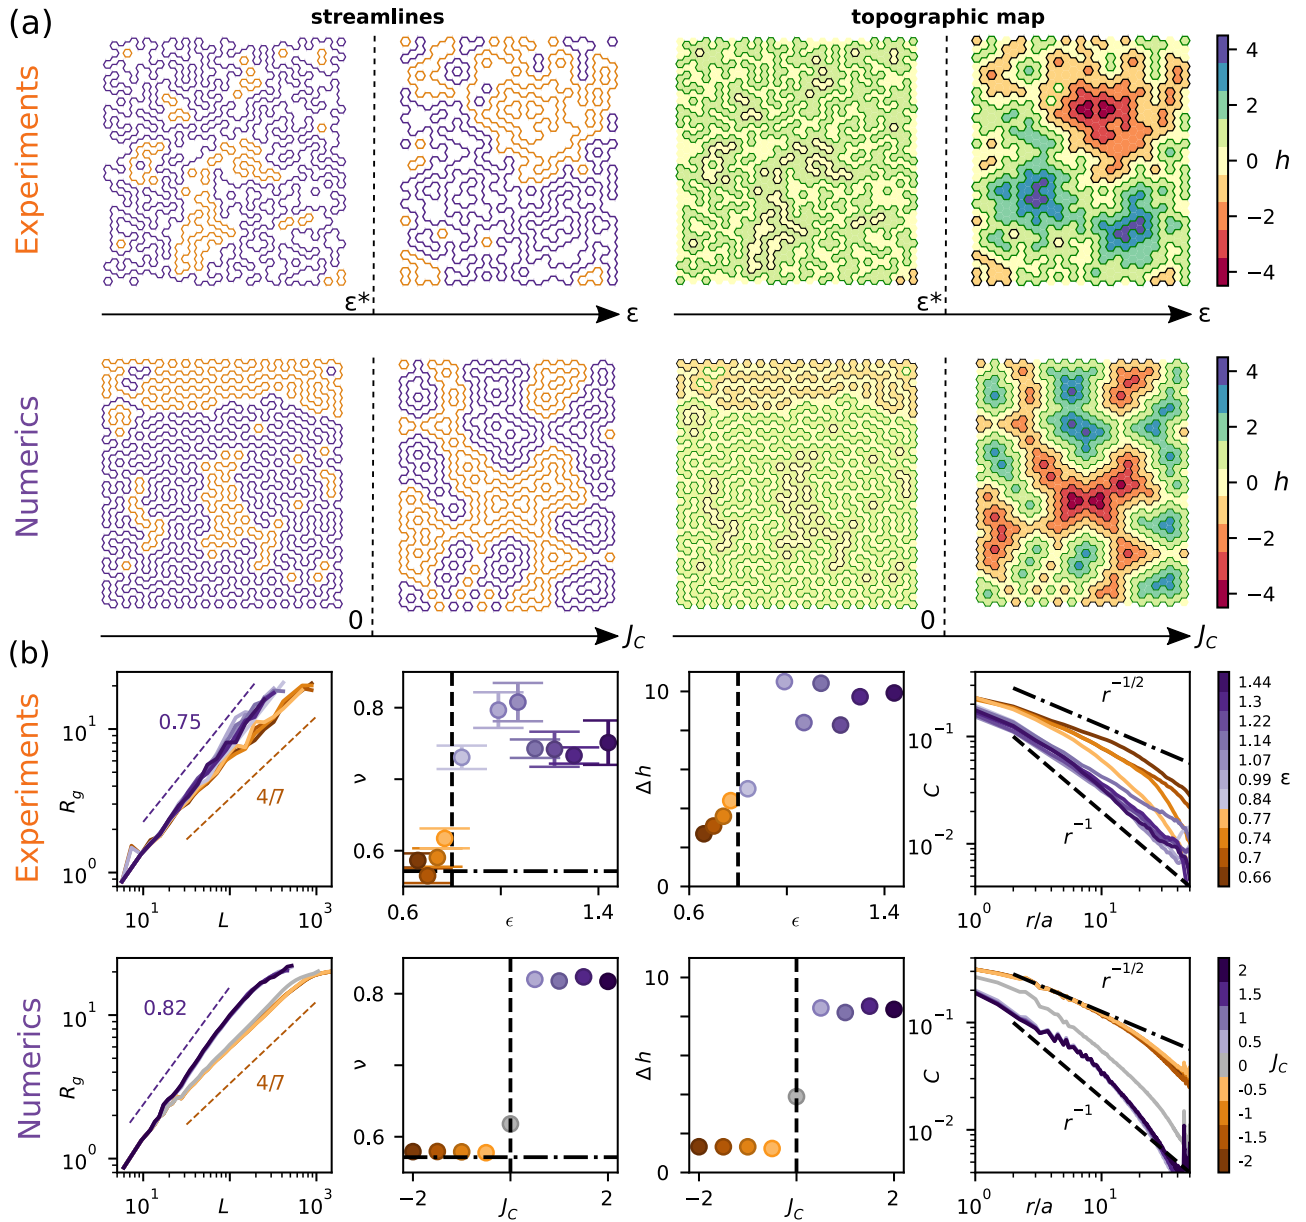 (a)
streamlines
topographic map
Experiments
ε*
ε
ε*
ε
4
2
0
−2
−4
h
Numerics
0
J_C
0
J_C
4
2
0
−2
−4
h
(b)
Experiments
R_g
10^1
10^0
0.75
4/7
10^1
L
10^3
ν
0.8
0.6
0.6
ϵ
1.4
Δh
10
0
0.6
ϵ
1.4
C
10^−1
10^−2
r^−1/2
r^−1
10^0
r/a
10^1
1.44
1.3
1.22
1.14
1.07
0.99
0.84
0.77
0.74
0.7
0.66
ε
Numerics
R_g
10^1
10^0
0.82
4/7
10^1
L
10^3
ν
0.8
0.6
−2
J_C
2
Δh
10
0
−2
J_C
2
C
10^−1
10^−2
r^−1/2
r^−1
10^0
r/a
10^1
2
1.5
1
0.5
0
-0.5
-1
-1.5
-2
J_C